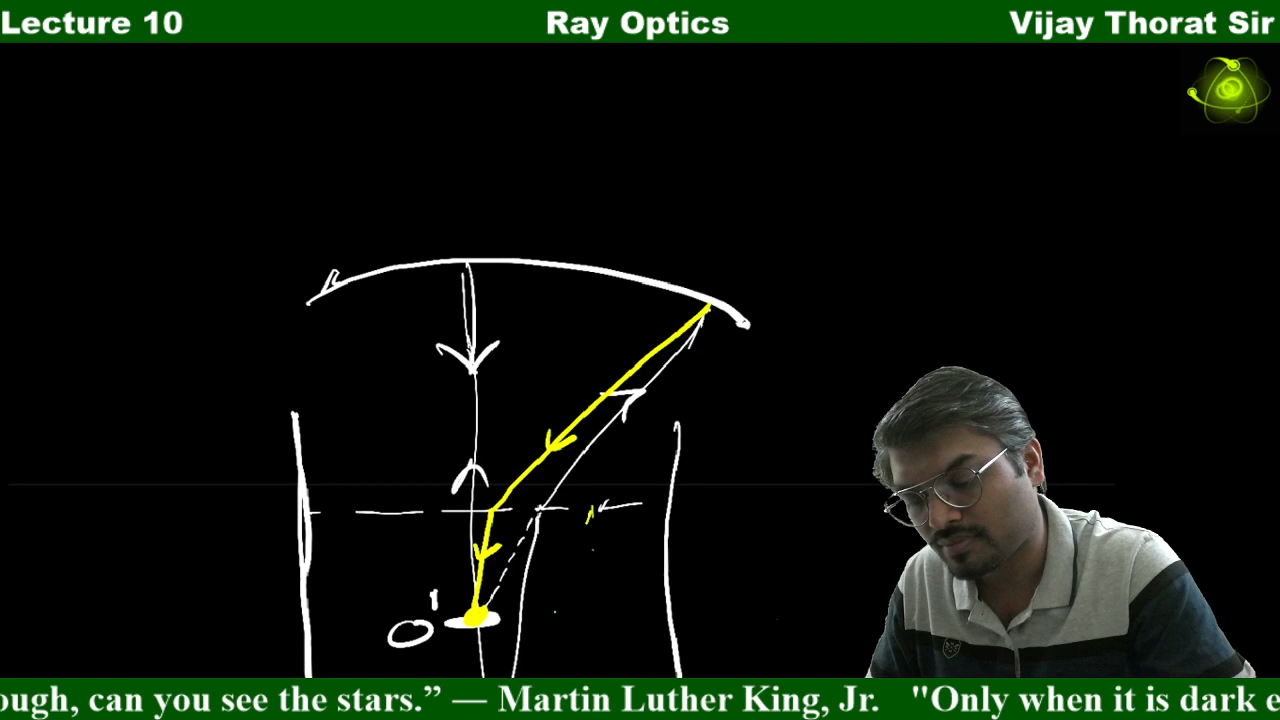 Lecture 10 Ray Optics Vijay Thorat Sir
O'
ough, can you see the stars.” — Martin Luther King, Jr. "Only when it is dark e